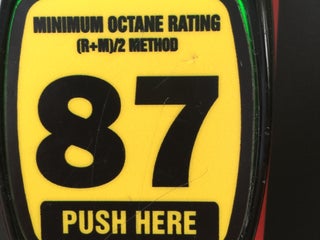 MINIMUM OCTANE RATING
(R+M)/2 METHOD
87
PUSH HERE